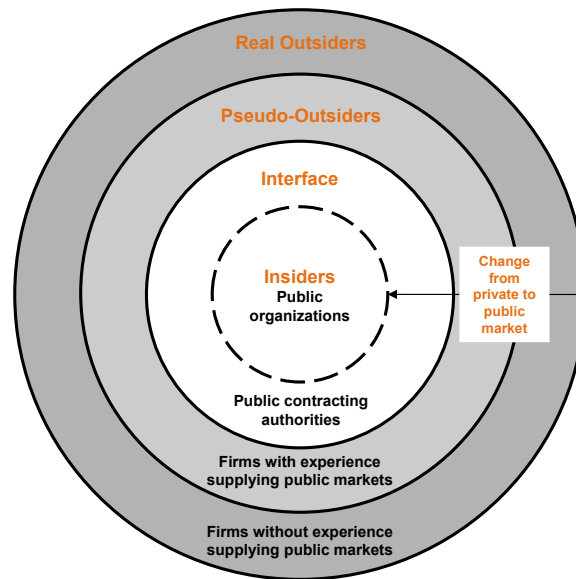 Real Outsiders
Pseudo-Outsiders
Interface
Insiders
Public
organizations
Change
from
private to
public
market
Public contracting
authorities
Firms with experience
supplying public markets
Firms without experience
supplying public markets